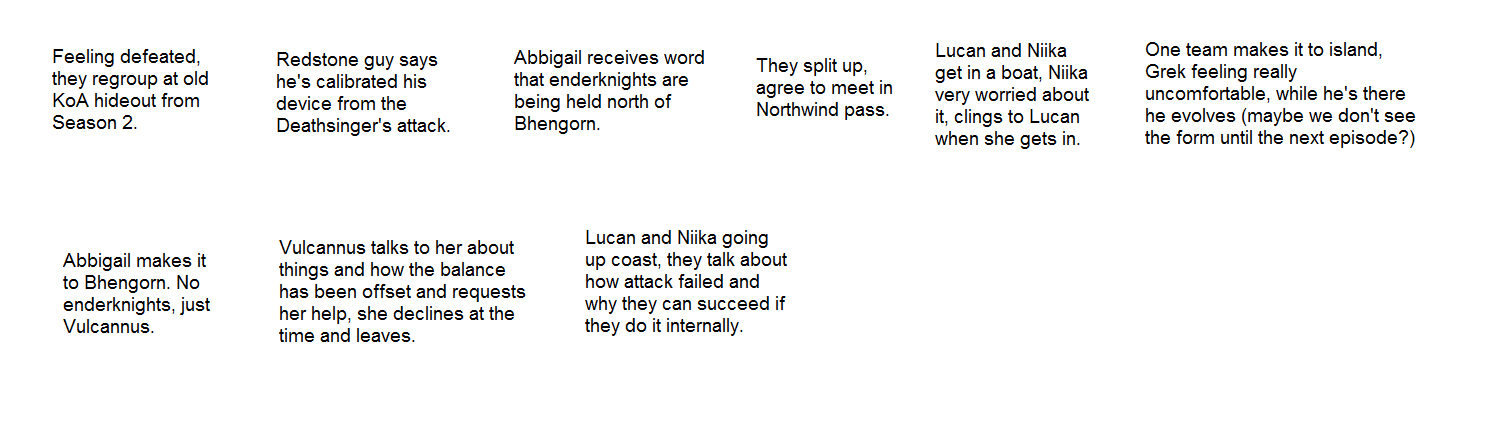 Feeling defeated,
they regroup at old
KoA hideout from
Season 2.
Redstone guy says
he's calibrated his
device from the
Deathsinger's attack.
Abbigail receives word
that enderknights are
being held north of
Bhengorn.
They split up,
agree to meet in
Northwind pass.
Lucan and Niika
get in a boat, Niika
very worried about
it, clings to Lucan
when she gets in.
One team makes it to island,
Grek feeling really
uncomfortable, while he's there
he evolves (maybe we don't see
the form until the next episode?)
Abbigail makes it
to Bhengorn. No
enderknights, just
Vulcannus.
Vulcannus talks to her about
things and how the balance
has been offset and requests
her help, she declines at the
time and leaves.
Lucan and Niika going
up coast, they talk about
how attack failed and
why they can succeed if
they do it internally.